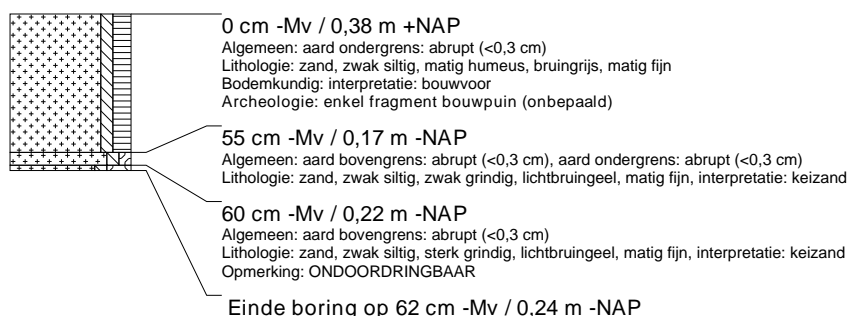 0 cm -Mv / 0,38 m +NAP
Algemeen: aard ondergrens: abrupt (<0,3 cm)
Lithologie: zand, zwak siltig, matig humeus, bruingrijs, matig fijn
Bodemkundig: interpretatie: bouwvoor
Archeologie: enkel fragment bouwpuin (onbepaald)
55 cm -Mv / 0,17 m -NAP
Algemeen: aard bovengrens: abrupt (<0,3 cm), aard ondergrens: abrupt (<0,3 cm)
Lithologie: zand, zwak siltig, zwak grindig, lichtbruingeel, matig fijn, interpretatie: keizand
60 cm -Mv / 0,22 m -NAP
Algemeen: aard bovengrens: abrupt (<0,3 cm)
Lithologie: zand, zwak siltig, sterk grindig, lichtbruingeel, matig fijn, interpretatie: keizand
Opmerking: ONDOORDRINGBAAR
Einde boring op 62 cm -Mv / 0,24 m -NAP